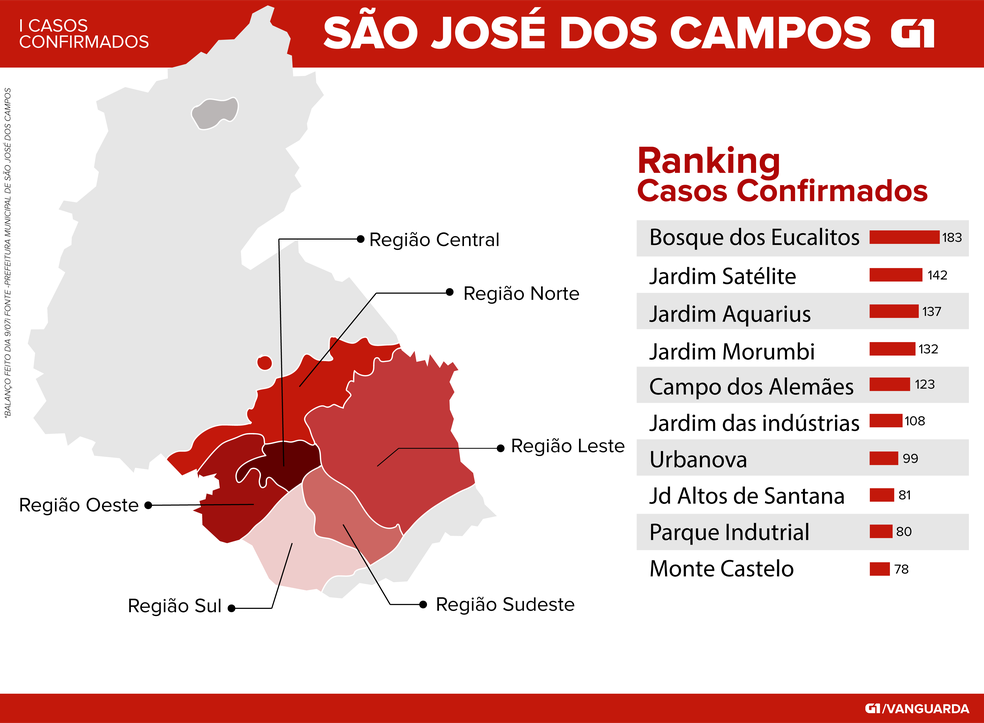 I CASOS
CONFIRMADOS
SÃO JOSÉ DOS CAMPOS G1
*BALANÇO FEITO DIA 9/07/ FONTE -PREFEITURA MUNICIPAL DE SÃO JOSÉ DOS CAMPOS
Região Central
Região Norte
Região Leste
Região Oeste
Região Sul
Região Sudeste
Ranking
Casos Confirmados
Bosque dos Eucalitos 183
Jardim Satélite 142
Jardim Aquarius 137
Jardim Morumbi 132
Campo dos Alemães 123
Jardim das indústrias 108
Urbanova 99
Jd Altos de Santana 81
Parque Indutrial 80
Monte Castelo 78
G1/VANGUARDA